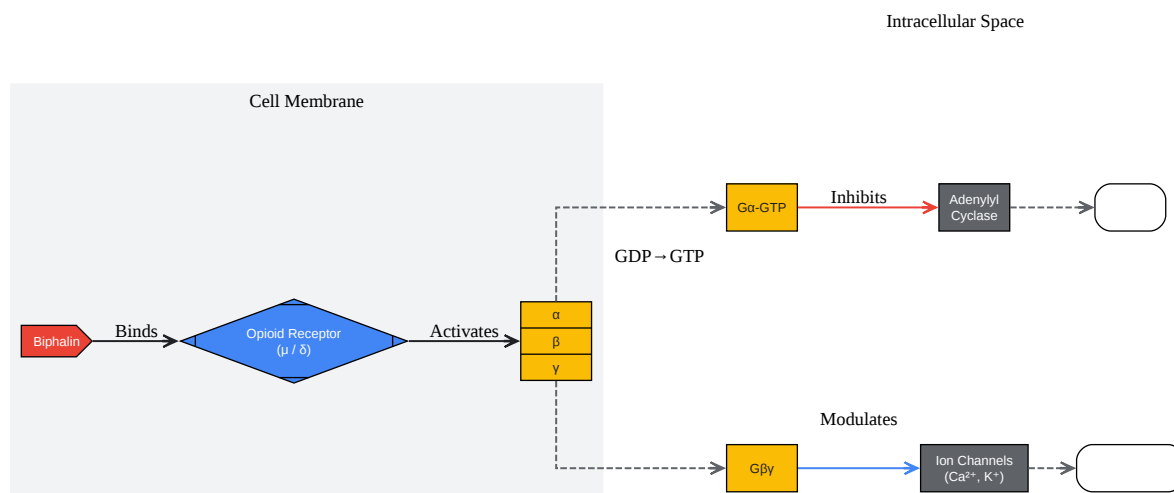 Intracellular Space
Cell Membrane
Gα-GTP
Inhibits
Adenylyl
Cyclase
GDP→GTP
Biphalin
Binds
Opioid Receptor
(μ / δ)
Activates
α
β
γ
Modulates
Gβγ
Ion Channels
(Ca²⁺, K⁺)